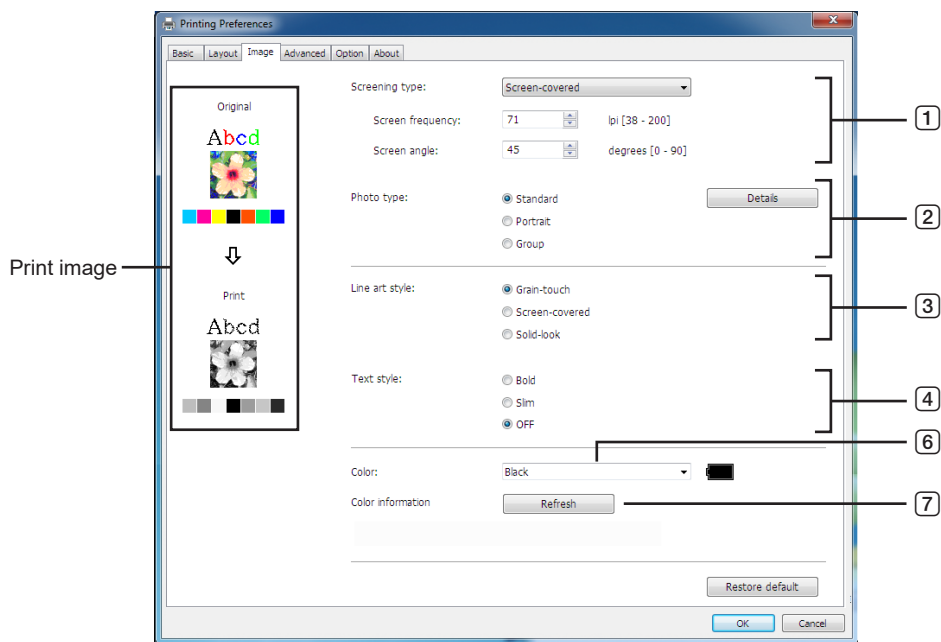 Printing Preferences
Basic Layout Image Advanced Option About
Screening type: Screen-covered
1
Original
Screen frequency: 71 lpi [38 - 200]
Abcd
Screen angle: 45 degrees [0 - 90]
Photo type: Standard Details
2
Portrait
Group
Print image
Line art style: Grain-touch
3
Print
Screen-covered
Abcd
Solid-look
Text style: Bold
4
Slim
OFF
6
Color: Black
Color information Refresh
7
Restore default
OK Cancel